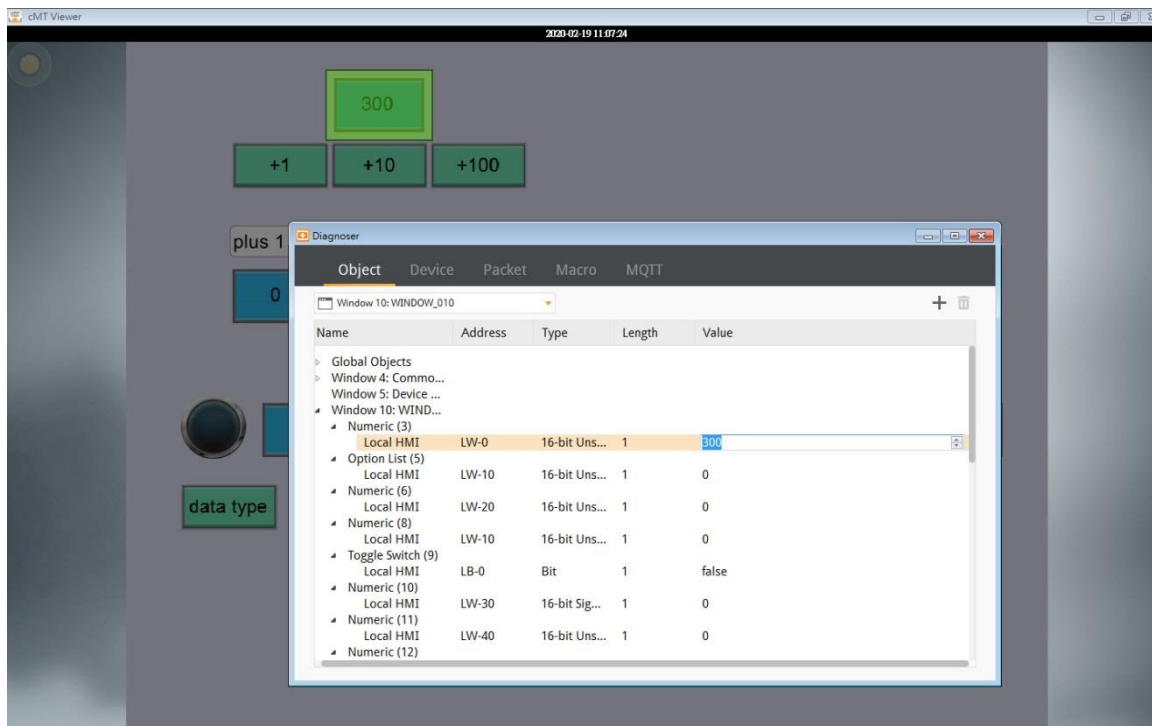 cMT Viewer
2020-02-19 11:07:24
300
+1 +10 +100
plus 1
0
data type
Diagnoser
Object Device Packet Macro MQTT
Window 10: WINDOW_010
Name Address Type Length Value
Global Objects
Window 4: Commo...
Window 5: Device ...
Window 10: WIND...
Numeric (3)
Local HMI LW-0 16-bit Uns... 1 300
Option List (5)
Local HMI LW-10 16-bit Uns... 1 0
Numeric (6)
Local HMI LW-20 16-bit Uns... 1 0
Numeric (8)
Local HMI LW-10 16-bit Uns... 1 0
Toggle Switch (9)
Local HMI LB-0 Bit 1 false
Numeric (10)
Local HMI LW-30 16-bit Sig... 1 0
Numeric (11)
Local HMI LW-40 16-bit Uns... 1 0
Numeric (12)